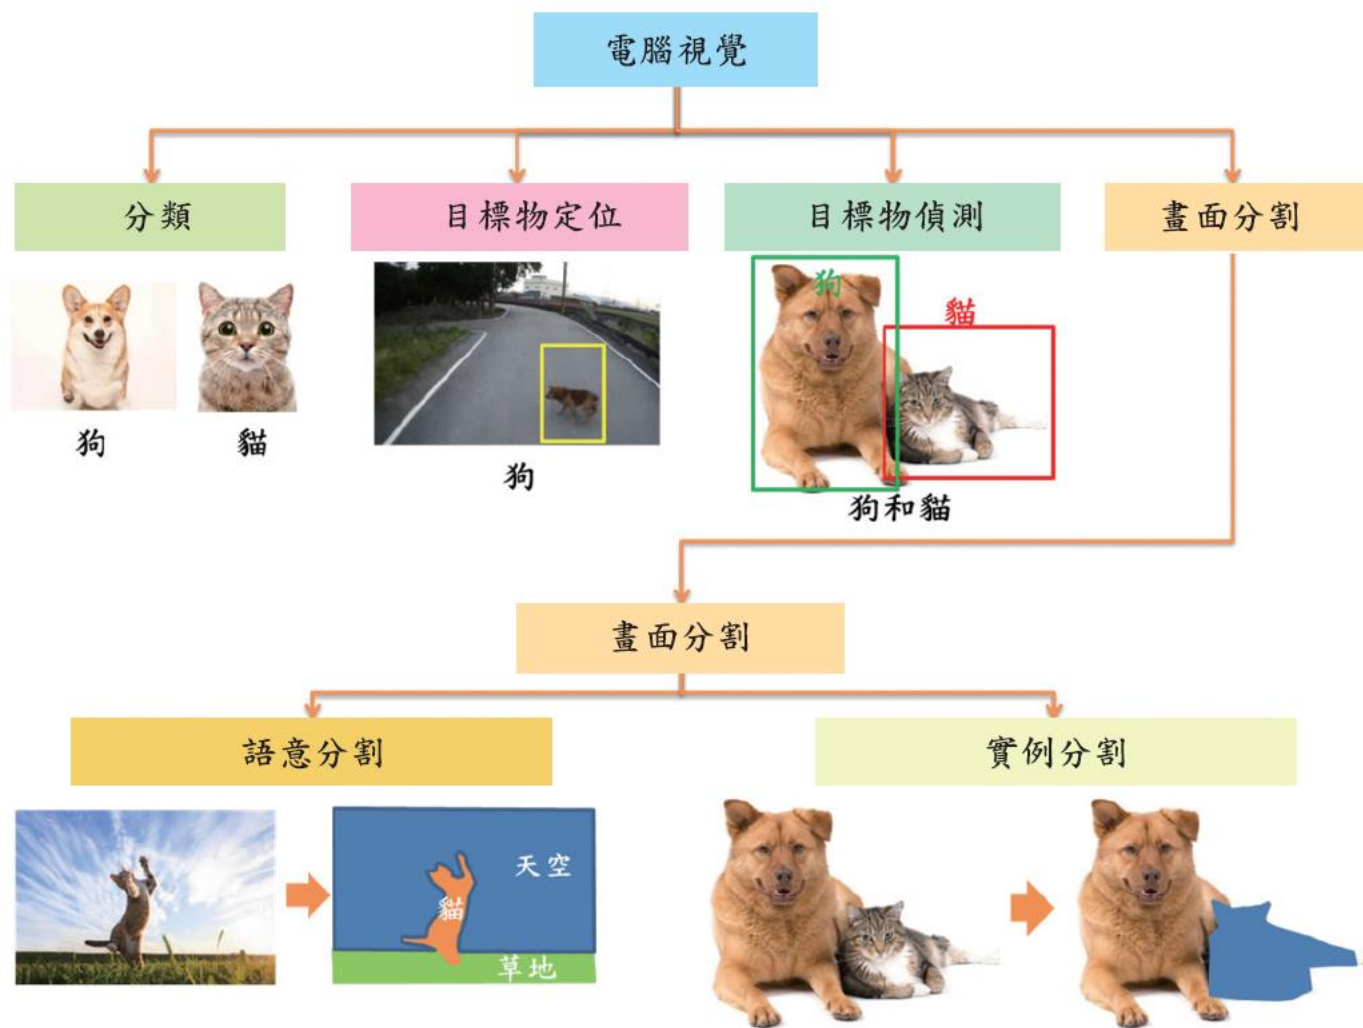 電腦視覺
分類
目標物定位
目標物偵測
畫面分割
狗
貓
狗
貓
狗
狗和貓
畫面分割
語意分割
實例分割
天空
貓
草地